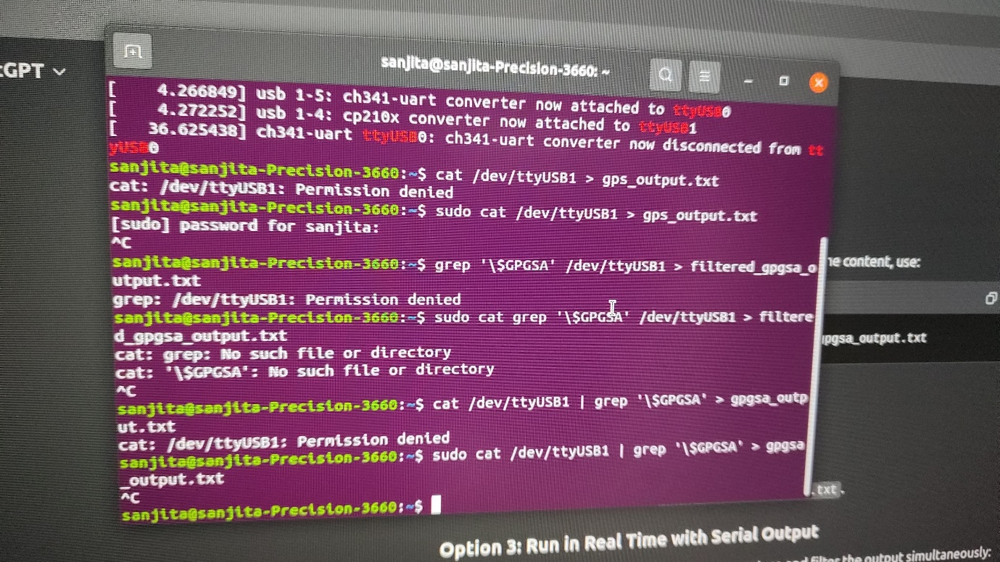 GPT
sanjita@sanjita-Precision-3660: ~
[    4.266849] usb 1-5: ch341-uart converter now attached to ttyUSB0
[    4.272252] usb 1-4: cp210x converter now attached to ttyUSB1
[   36.625438] ch341-uart ttyUSB0: ch341-uart converter now disconnected from tt
yUSB0
sanjita@sanjita-Precision-3660:~$ cat /dev/ttyUSB1 > gps_output.txt
cat: /dev/ttyUSB1: Permission denied
sanjita@sanjita-Precision-3660:~$ sudo cat /dev/ttyUSB1 > gps_output.txt
[sudo] password for sanjita:
^C
sanjita@sanjita-Precision-3660:~$ grep '\$GPGSA' /dev/ttyUSB1 > filtered_gpgsa_o
utput.txt
grep: /dev/ttyUSB1: Permission denied
sanjita@sanjita-Precision-3660:~$ sudo cat grep '\$GPGSA' /dev/ttyUSB1 > filtere
d_gpgsa_output.txt
cat: grep: No such file or directory
cat: '\$GPGSA': No such file or directory
^C
sanjita@sanjita-Precision-3660:~$ cat /dev/ttyUSB1 | grep '\$GPGSA' > gpgsa_outp
ut.txt
cat: /dev/ttyUSB1: Permission denied
sanjita@sanjita-Precision-3660:~$ sudo cat /dev/ttyUSB1 | grep '\$GPGSA' > gpgsa
_output.txt
^C
sanjita@sanjita-Precision-3660:~$
he content, use:
pgsa_output.txt
.txt.
Option 3: Run in Real Time with Serial Output
and filter the output simultaneously: